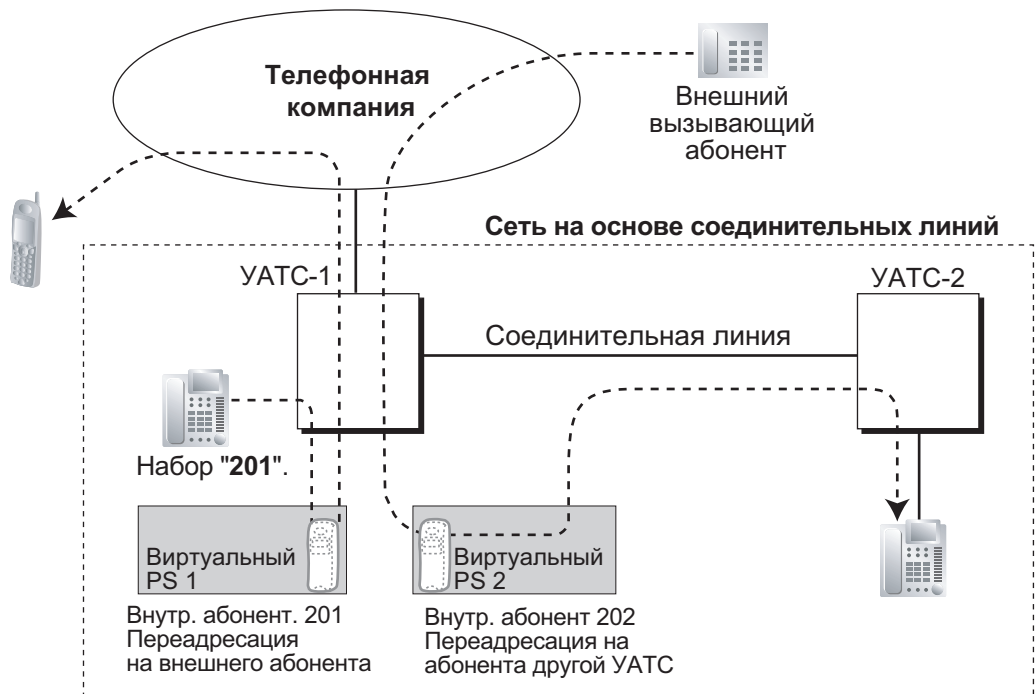 Телефонная
компания
Внешний
вызывающий
абонент
Сеть на основе соединительных линий
УАТС-1
УАТС-2
Соединительная линия
Набор "201".
Виртуальный
PS 1
Виртуальный
PS 2
Внутр. абонент. 201
Переадресация
на внешнего абонента
Внутр. абонент 202
Переадресация на
абонента другой УАТС